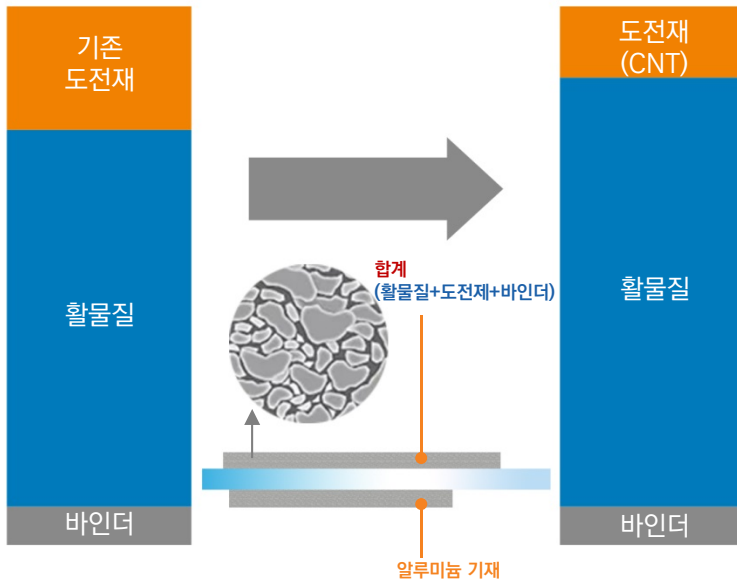 기존
도전재
활물질
바인더
합계
(활물질+도전제+바인더)
알루미늄 기재
도전재
(CNT)
활물질
바인더